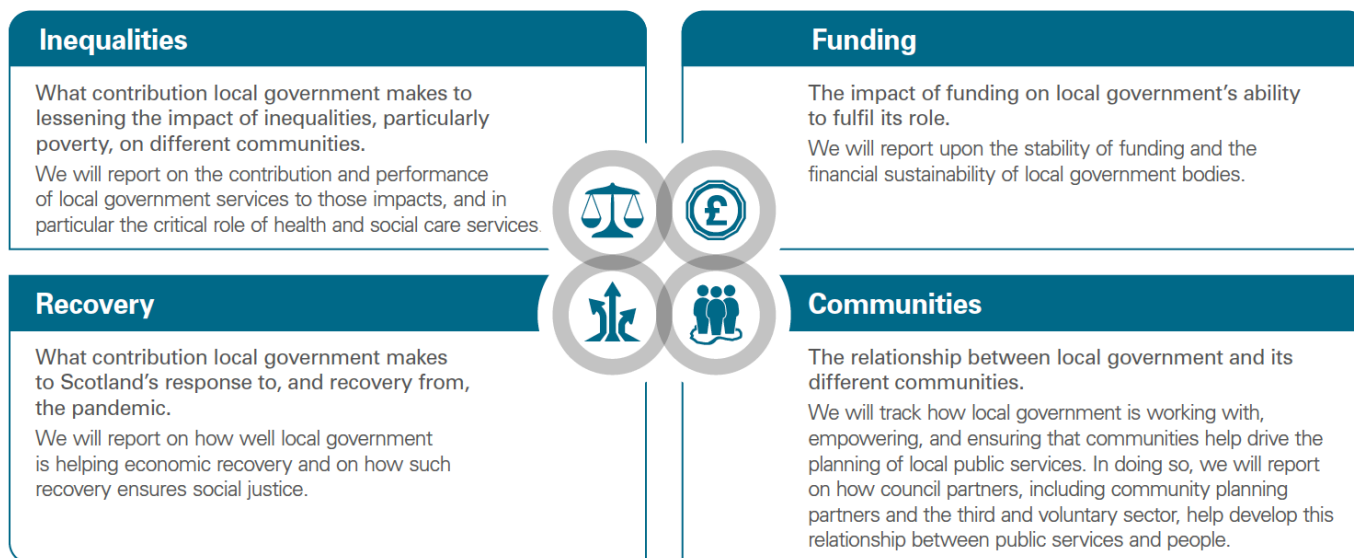 Inequalities
What contribution local government makes to
lessening the impact of inequalities, particularly
poverty, on different communities.
We will report on the contribution and performance
of local government services to those impacts, and in
particular the critical role of health and social care services.
Funding
The impact of funding on local government’s ability
to fulfil its role.
We will report upon the stability of funding and the
financial sustainability of local government bodies.
£
Recovery
What contribution local government makes
to Scotland’s response to, and recovery from,
the pandemic.
We will report on how well local government
is helping economic recovery and on how such
recovery ensures social justice.
Communities
The relationship between local government and its
different communities.
We will track how local government is working with,
empowering, and ensuring that communities help drive the
planning of local public services. In doing so, we will report
on how council partners, including community planning
partners and the third and voluntary sector, help develop this
relationship between public services and people.